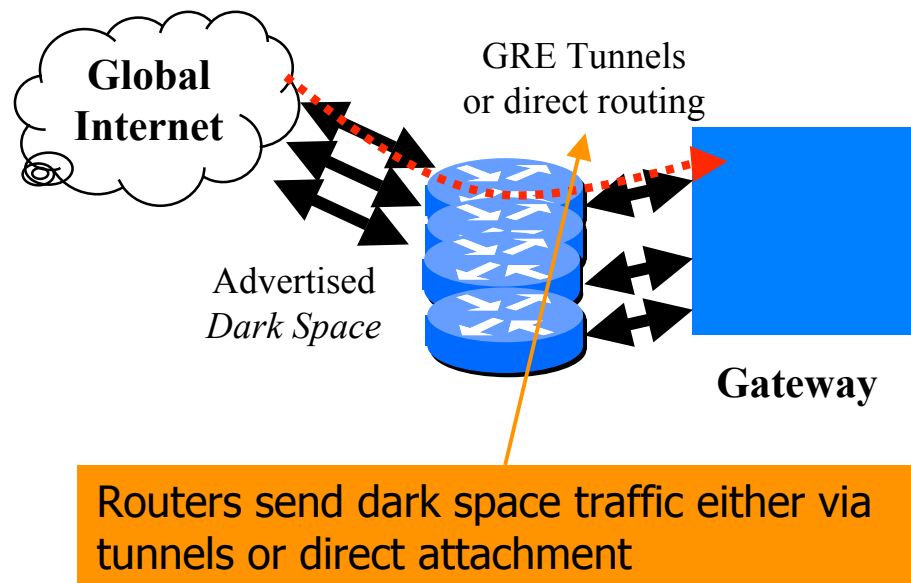 Global
Internet
GRE Tunnels
or direct routing
Advertised
Dark Space
Gateway
Routers send dark space traffic either via
tunnels or direct attachment